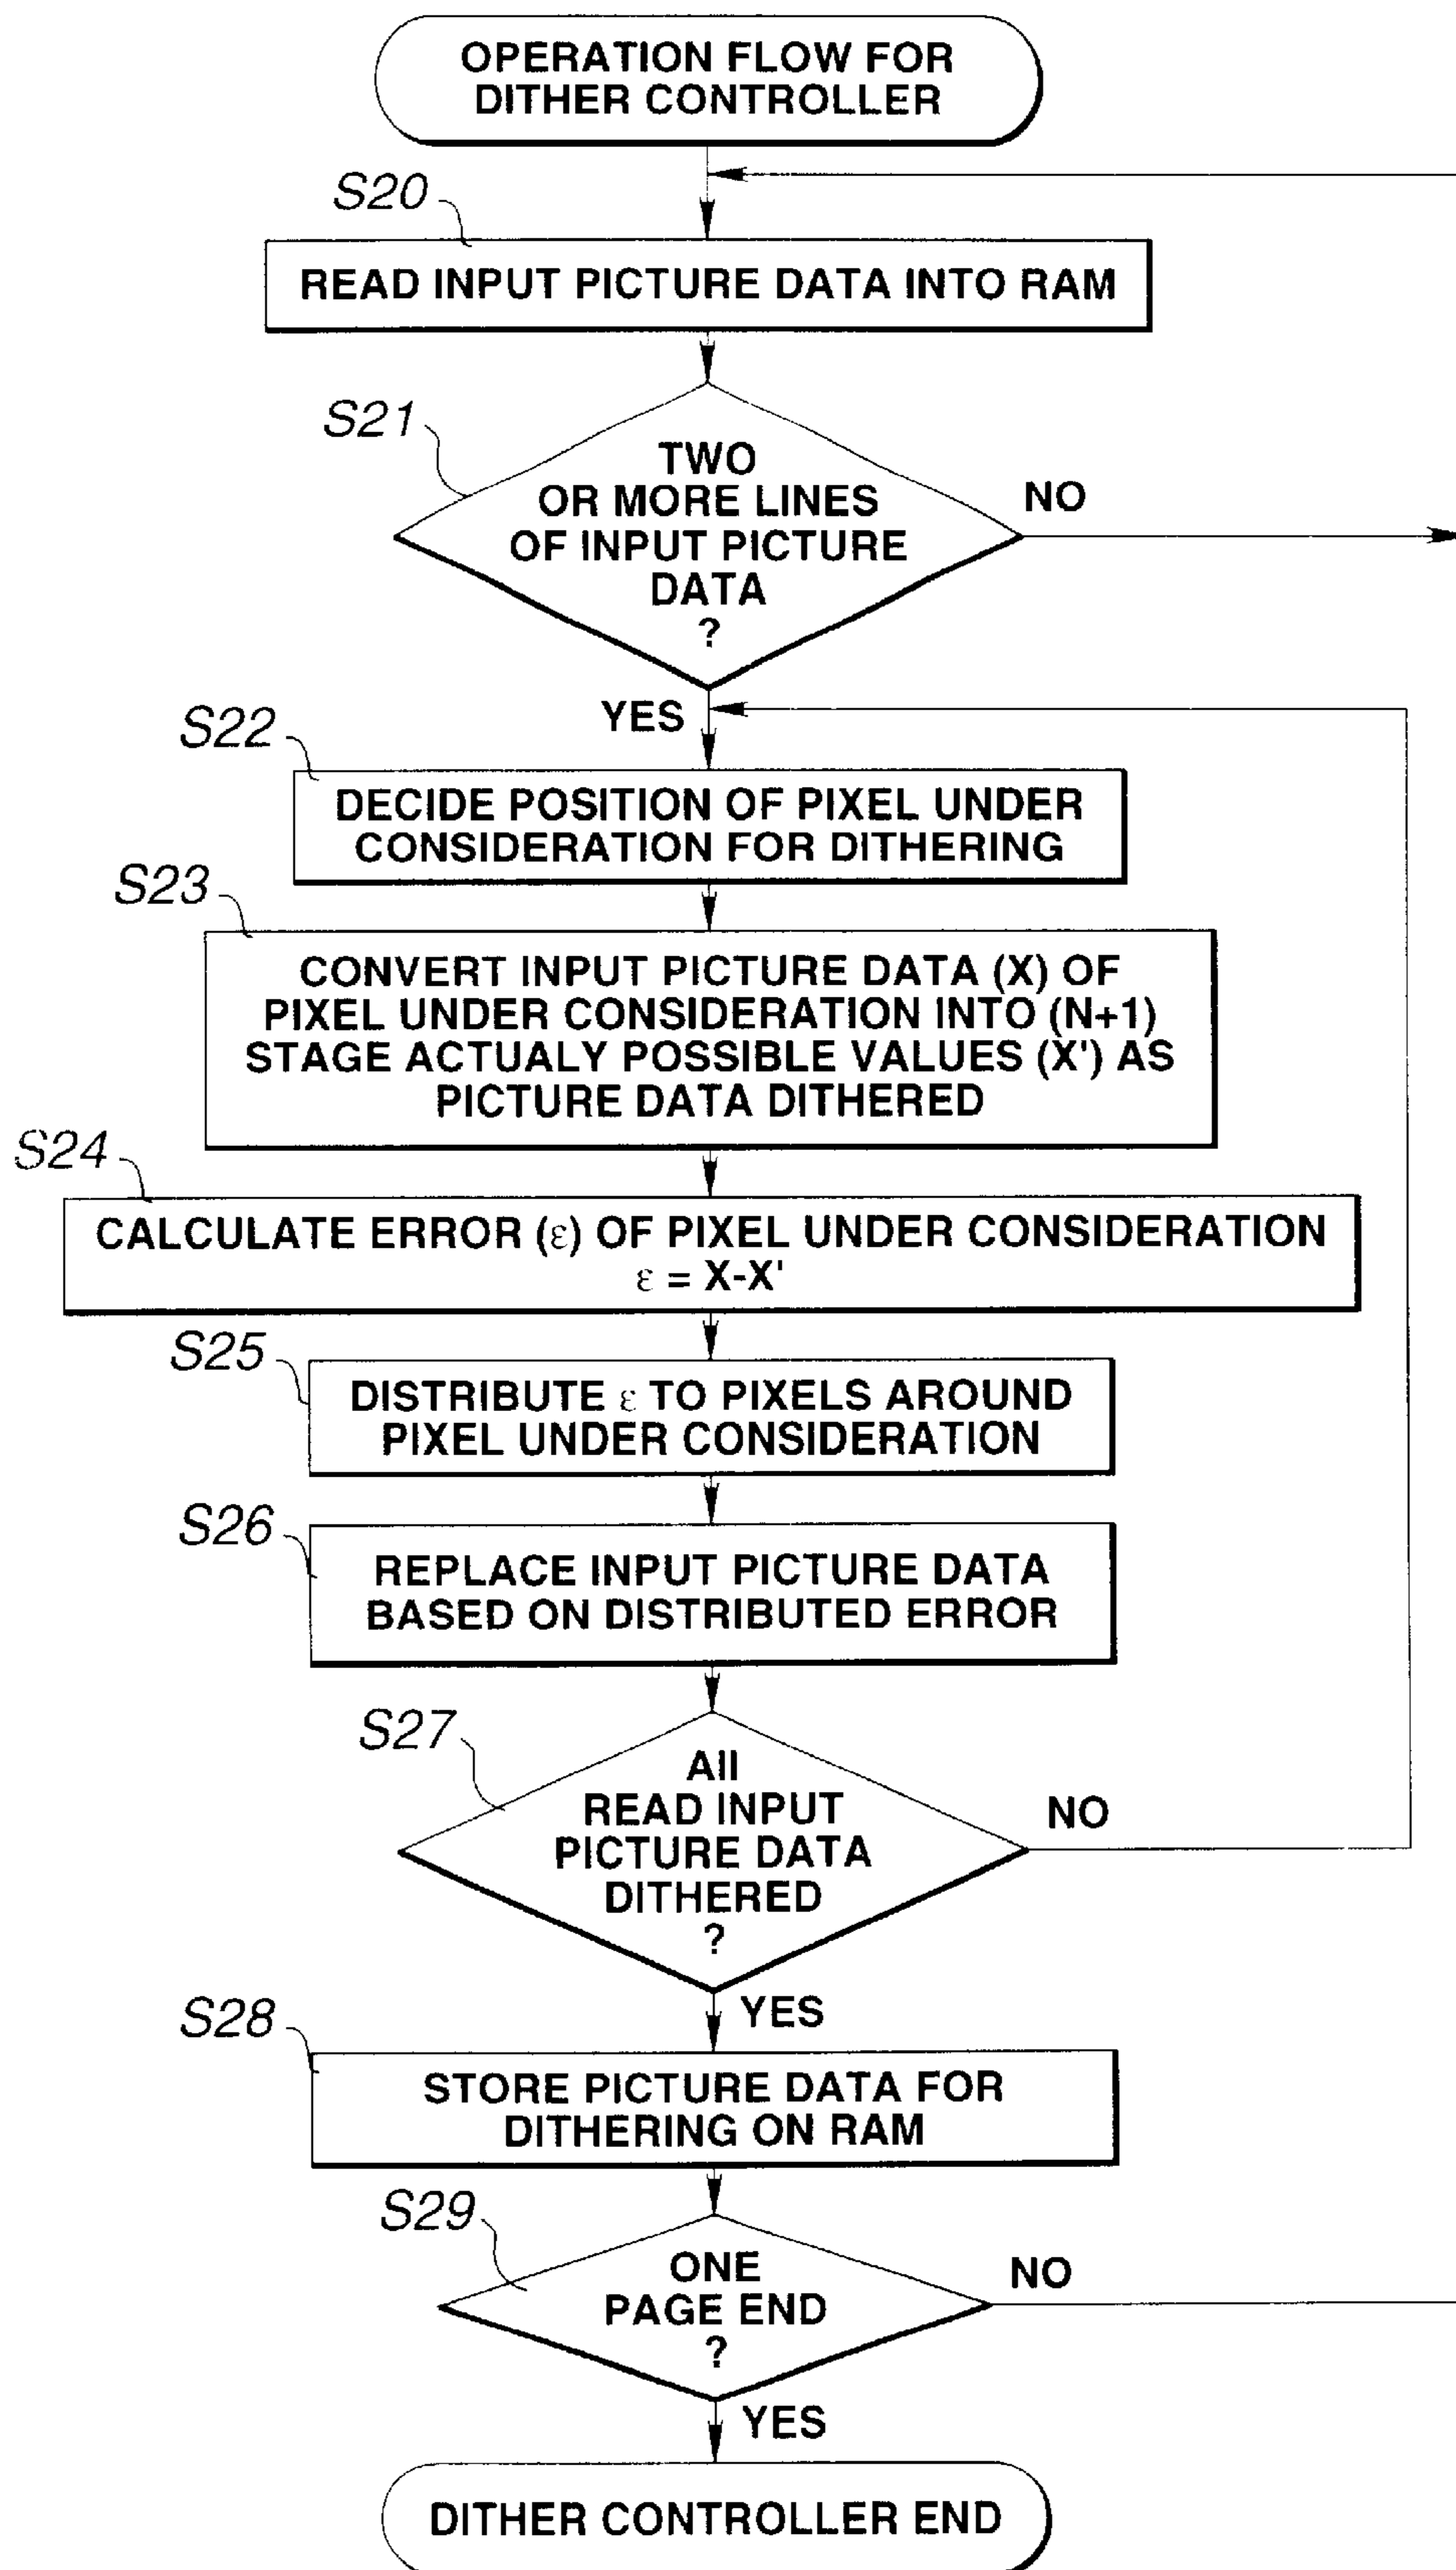 OPERATION FLOW FOR
DITHER CONTROLLER
S20
READ INPUT PICTURE DATA INTO RAM
S21
TWO
OR MORE LINES
OF INPUT PICTURE
DATA
?
NO
YES
S22
DECIDE POSITION OF PIXEL UNDER
CONSIDERATION FOR DITHERING
S23
CONVERT INPUT PICTURE DATA (X) OF
PIXEL UNDER CONSIDERATION INTO (N+1)
STAGE ACTUALY POSSIBLE VALUES (X') AS
PICTURE DATA DITHERED
S24
CALCULATE ERROR (ε) OF PIXEL UNDER CONSIDERATION
ε = X-X'
S25
DISTRIBUTE ε TO PIXELS AROUND
PIXEL UNDER CONSIDERATION
S26
REPLACE INPUT PICTURE DATA
BASED ON DISTRIBUTED ERROR
S27
All
READ INPUT
PICTURE DATA
DITHERED
?
NO
YES
S28
STORE PICTURE DATA FOR
DITHERING ON RAM
S29
ONE
PAGE END
?
NO
YES
DITHER CONTROLLER END